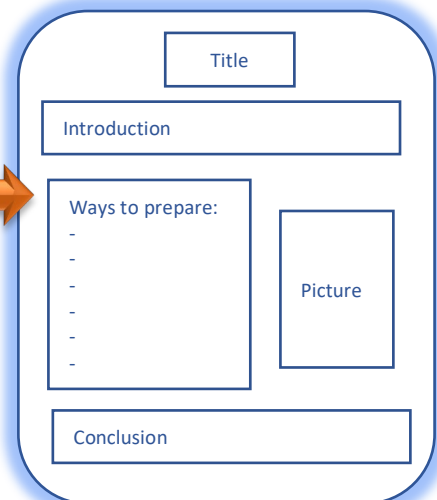 Title
Introduction
Ways to prepare:
-
-
-
-
-
-
Picture
Conclusion